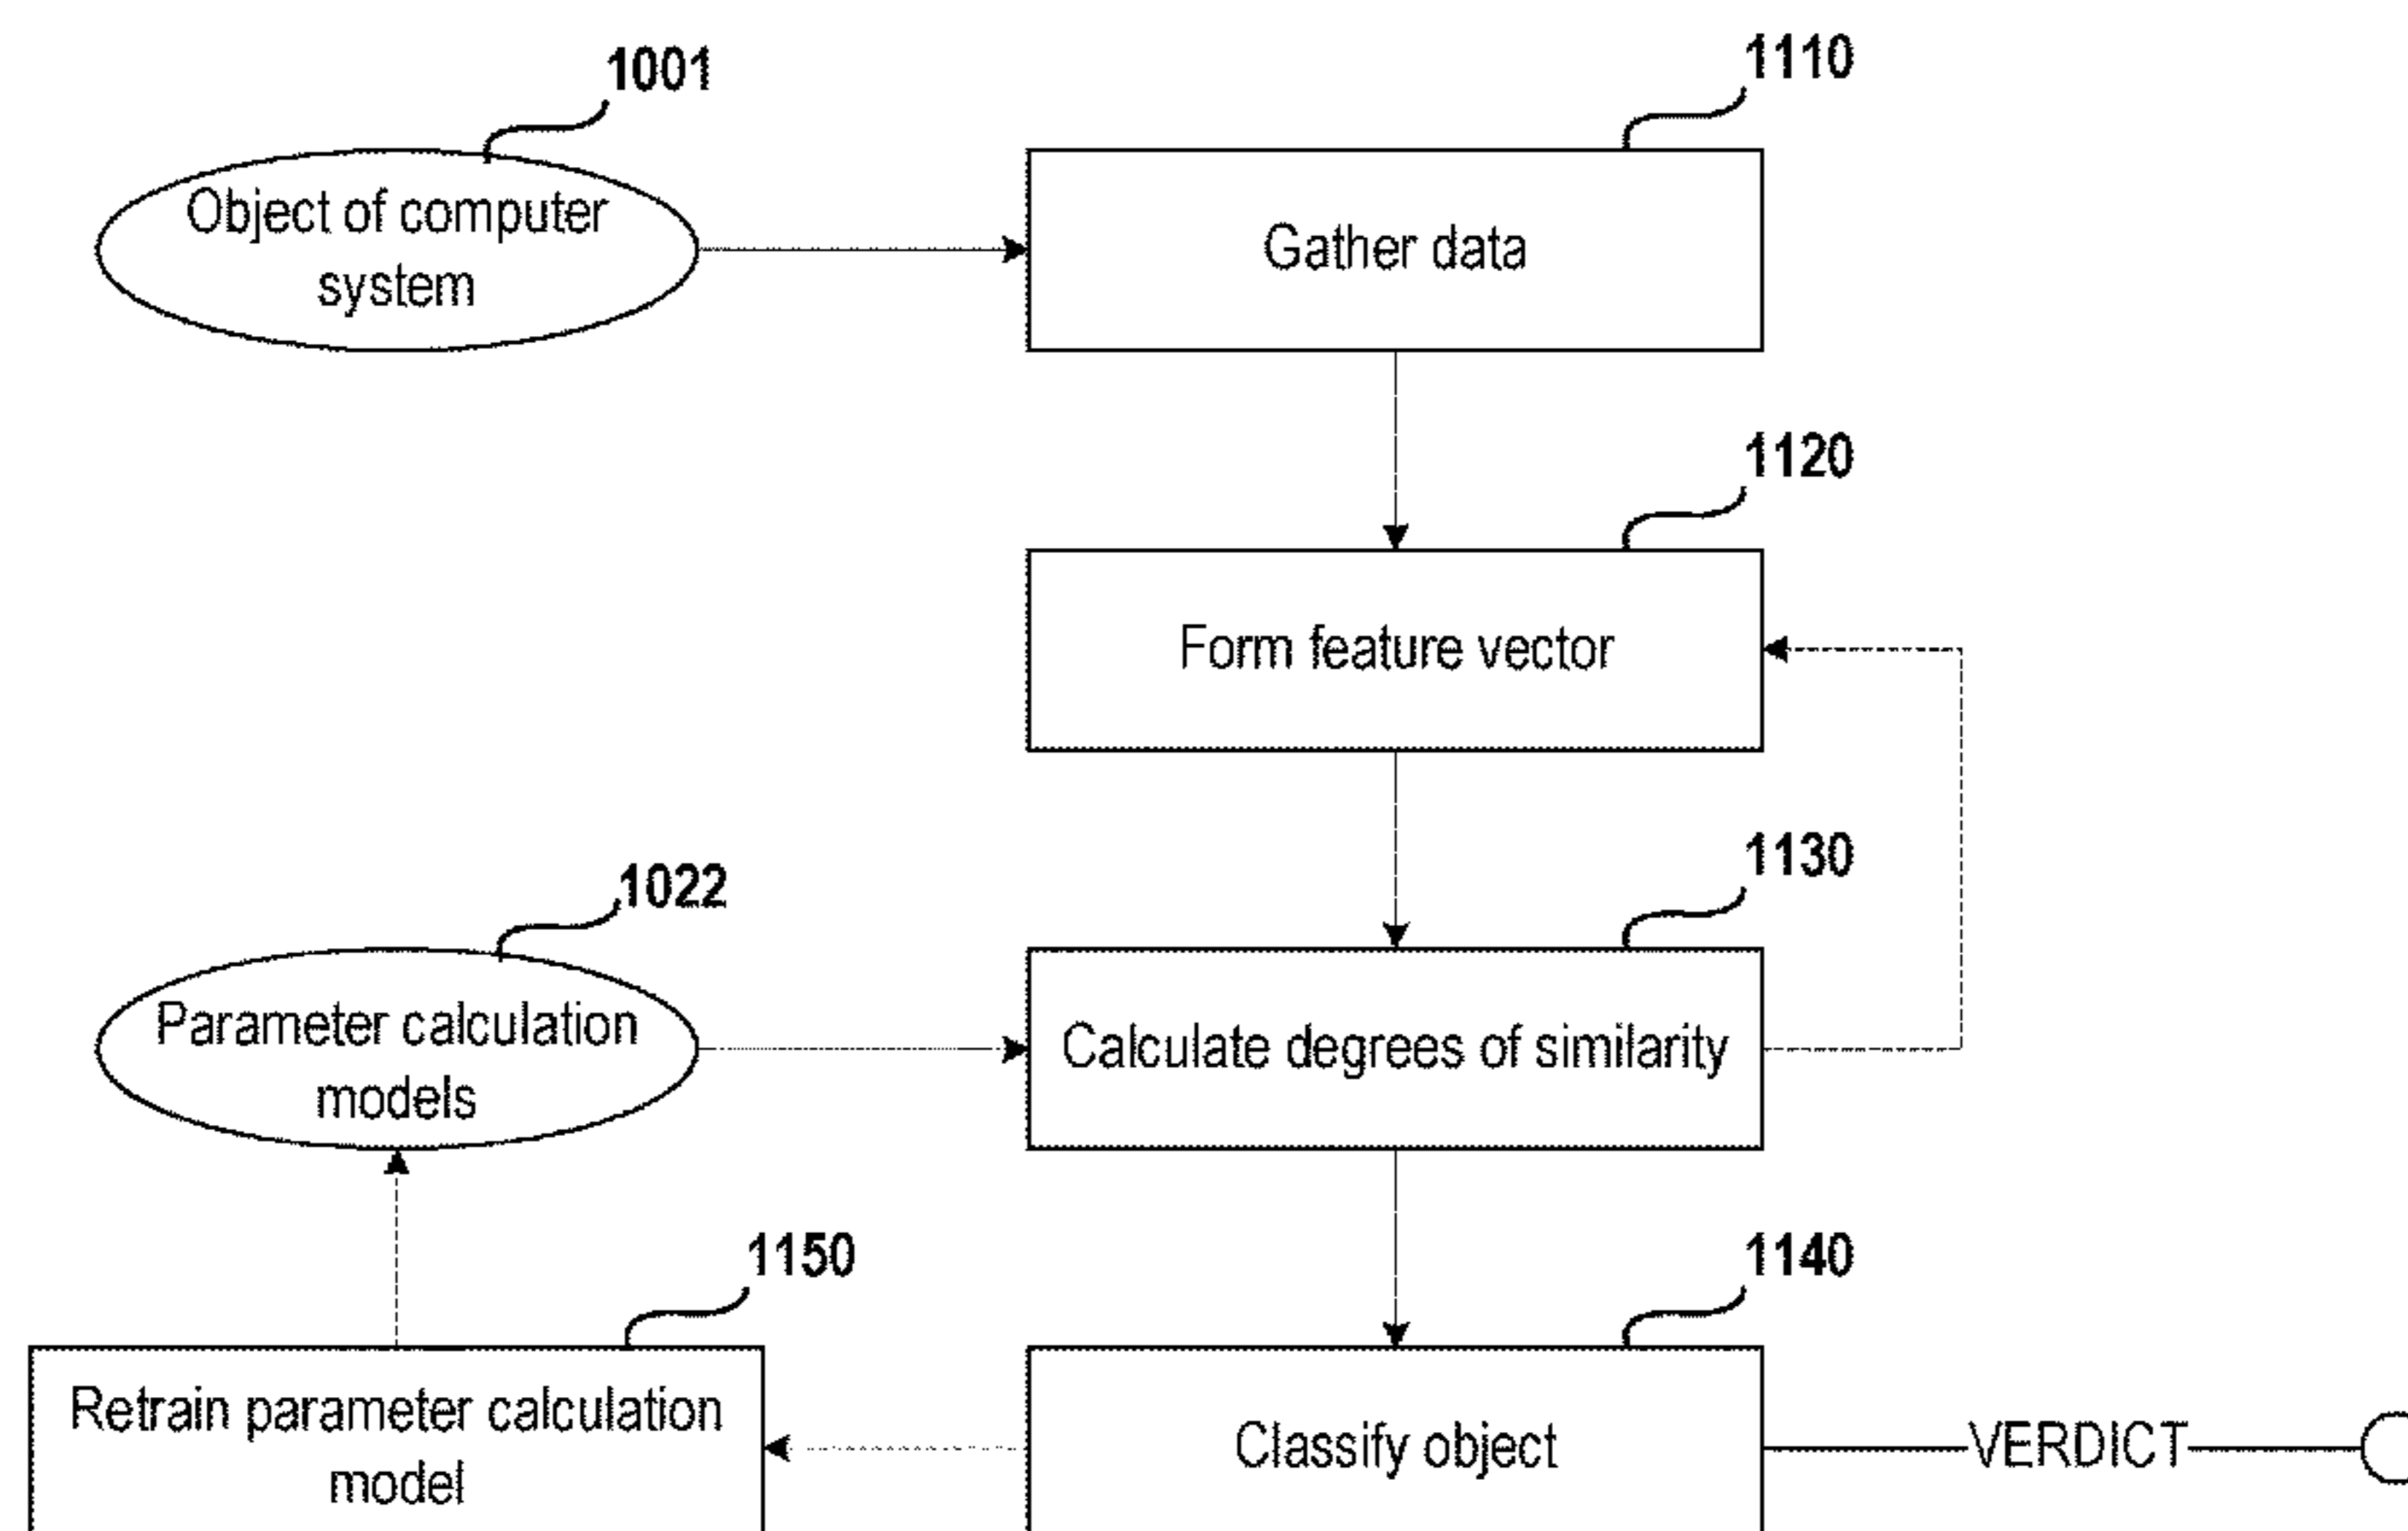 1001
1110
Object of computer
system
Gather data
1120
Form feature vector
1022
1130
Parameter calculation
models
Calculate degrees of similarity
1150
1140
Retrain parameter calculation
model
Classify object
VERDICT